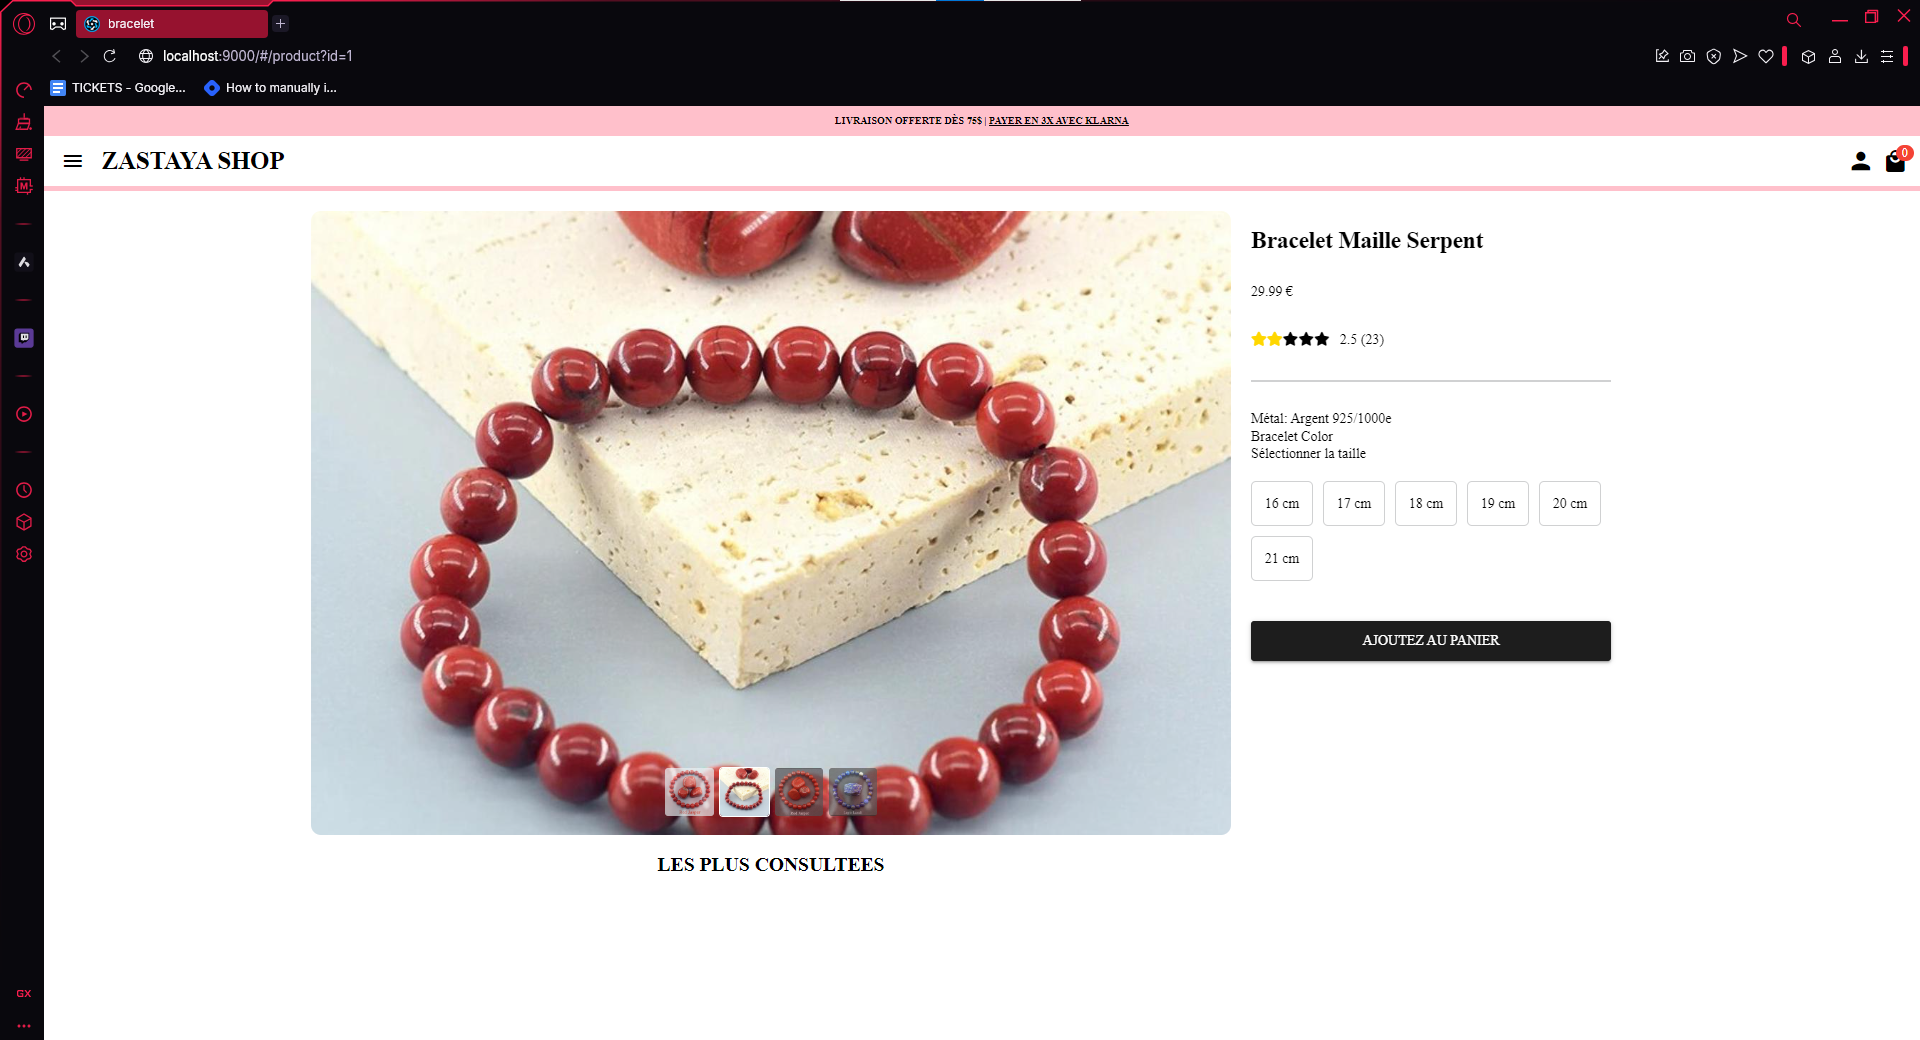 bracelet
localhost:9000/#/product?id=1
TICKETS - Google...
How to manually i...
LIVRAISON OFFERTE DÈS 75$ | PAYER EN 3X AVEC KLARNA
ZASTAYA SHOP
0
Bracelet Maille Serpent
29.99 €
2.5 (23)
Métal: Argent 925/1000e
Bracelet Color
Sélectionner la taille
16 cm
17 cm
18 cm
19 cm
20 cm
21 cm
AJOUTEZ AU PANIER
LES PLUS CONSULTEES
M
GX